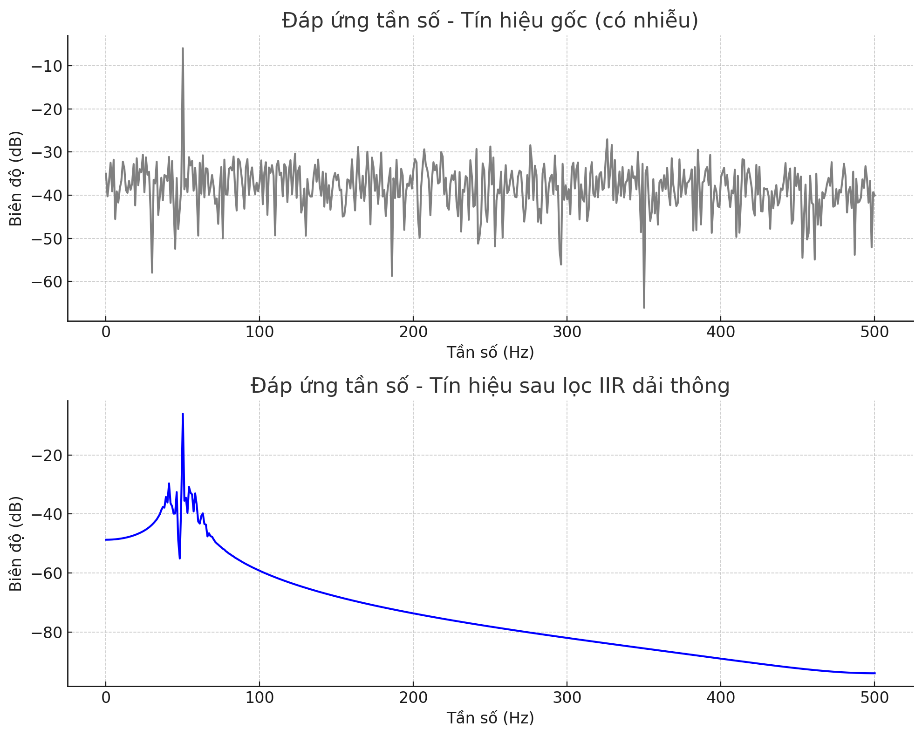 Đáp ứng tần số - Tín hiệu gốc (có nhiễu)
−10
−20
−30
−40
−50
−60
Biên độ (dB)
0 100 200 300 400 500
Tần số (Hz)
Đáp ứng tần số - Tín hiệu sau lọc IIR dải thông
−20
−40
−60
−80
Biên độ (dB)
0 100 200 300 400 500
Tần số (Hz)